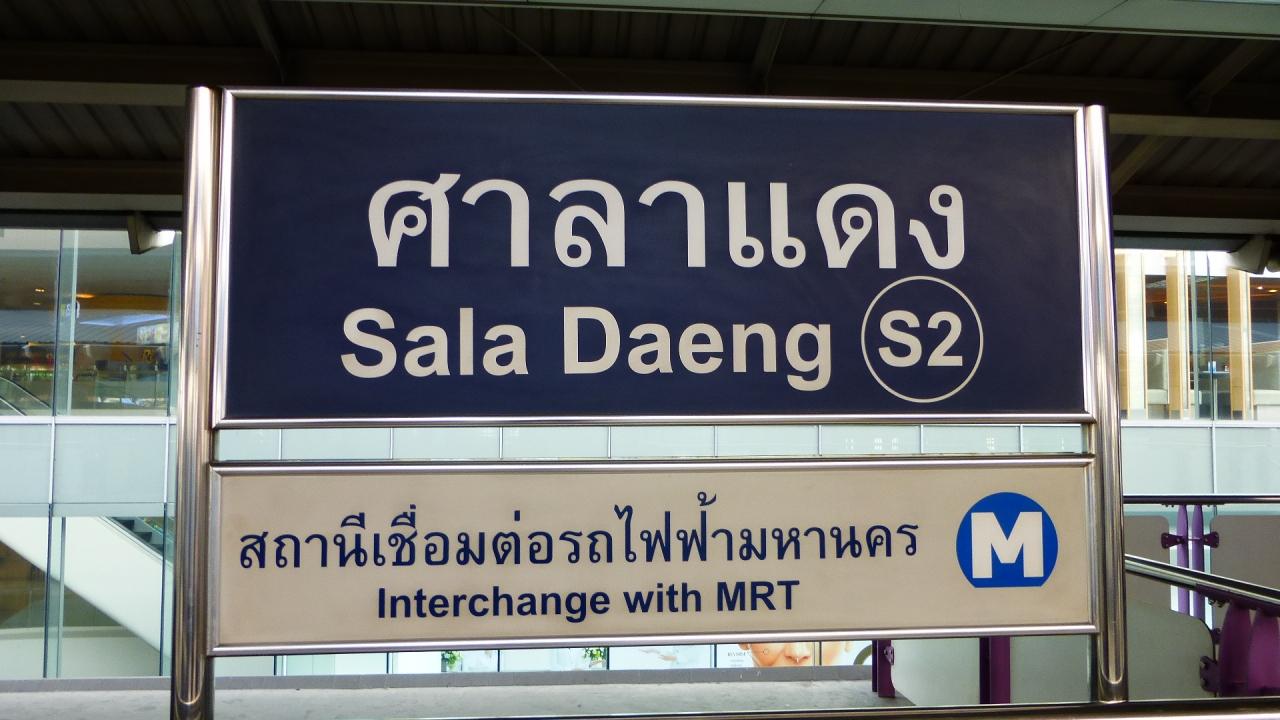 ศาลาแดง
Sala Daeng S2
สถานีเชื่อมต่อรถไฟฟ้ามหานคร
Interchange with MRT
M